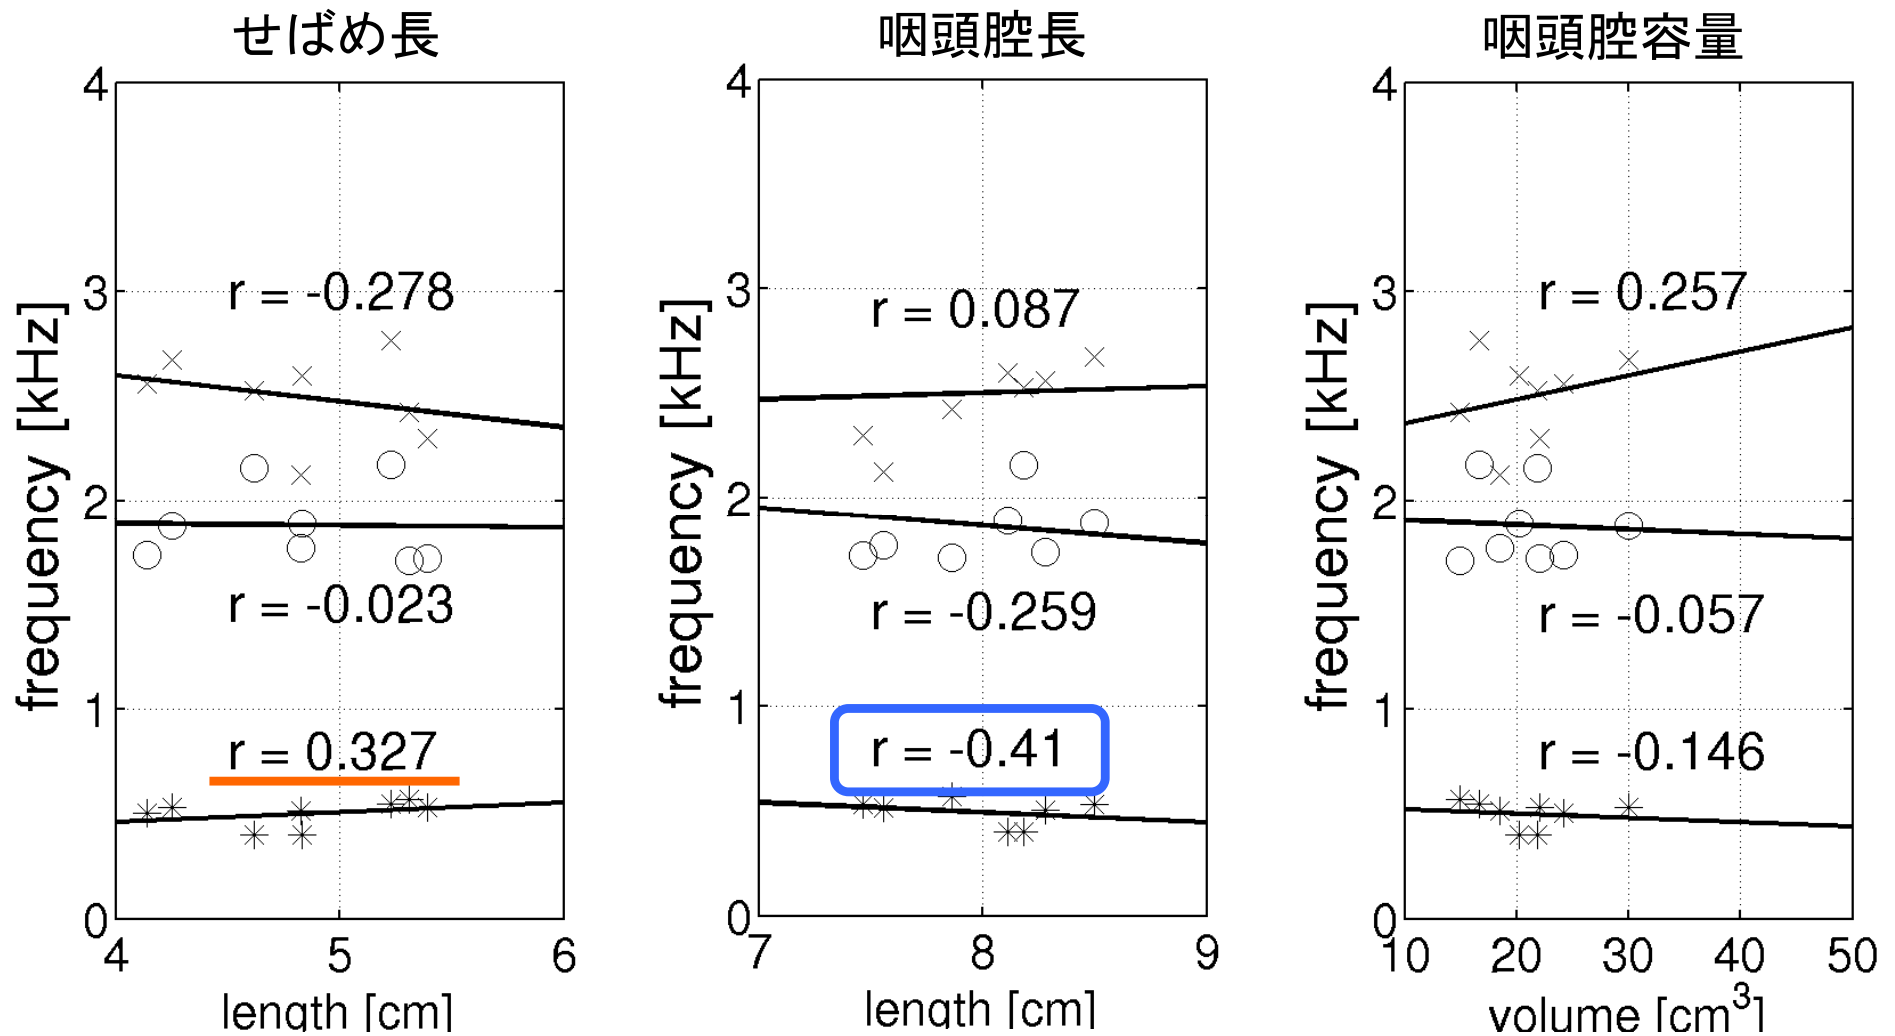 せばめ長
4
3
2
1
0
4 5 6
frequency [kHz]
length [cm]
r = -0.278
r = -0.023
r = 0.327
咽頭腔長
4
3
2
1
0
7 8 9
frequency [kHz]
length [cm]
r = 0.087
r = -0.259
r = -0.41
咽頭腔容量
4
3
2
1
0
10 20 30 40 50
frequency [kHz]
volume [cm³]
r = 0.257
r = -0.057
r = -0.146